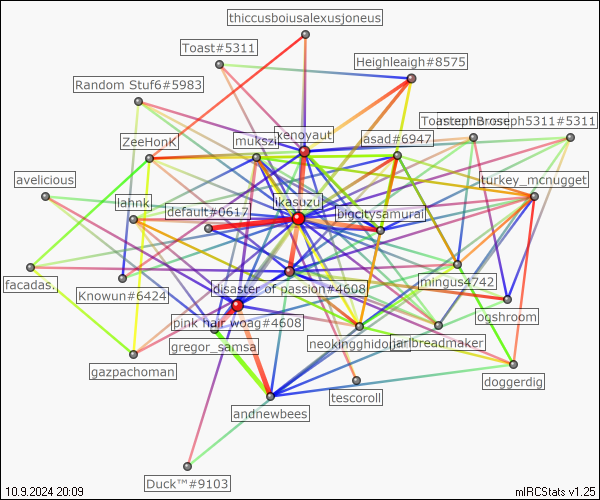 thiccusboiusalexusjoneus
Toast#5311
Heighleaigh#8575
Random Stuf6#5983
ZeeHonK
mukszi
xenoyaut
asad#6947
5311#5311
avelicious
turkey_mcnugget
lahnk
default#0617
likasuzu
bigcitysamurai
facadas.
Knowun#6424
disaster of passion#4608
mingus4742
ogshroom
pink hair woag#4608
gregor_samsa
neokingghidorah
jarlbreadmaker
gazpachoman
doggerdig
tescoroll
andnewbees
Duck™#9103
10.9.2024 20:09
mIRCStats v1.25